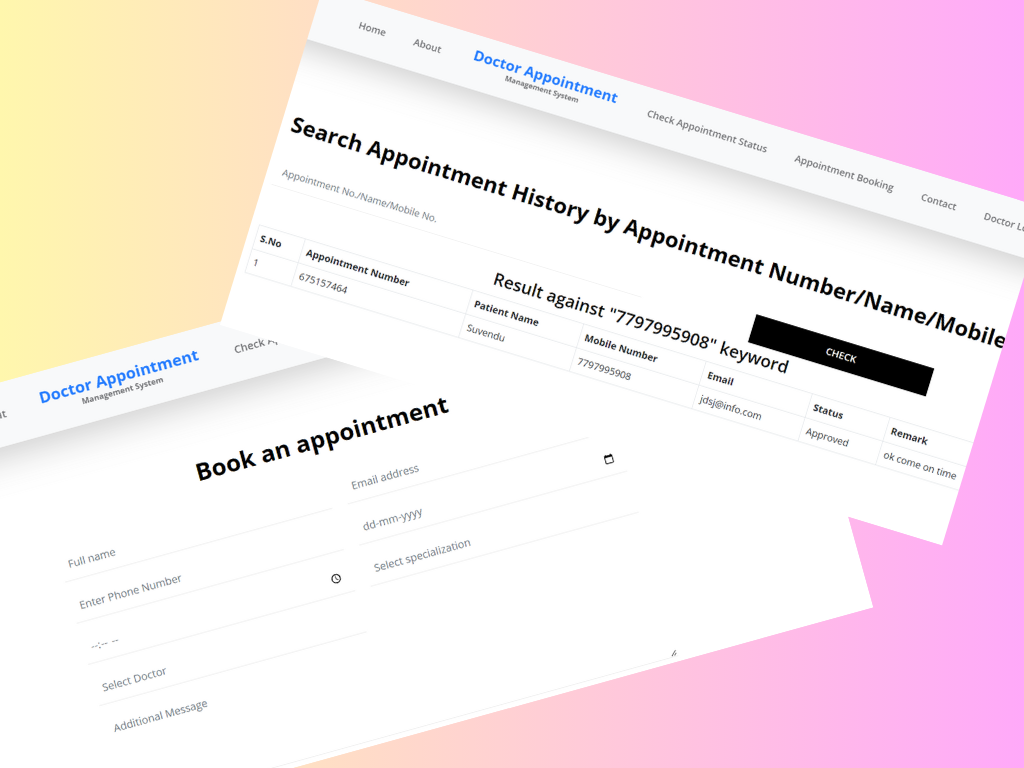 Home
About
Doctor Appointment
Management System
Check Appointment Status
Appointment Booking
Contact
Doctor
Search Appointment History by Appointment Number/Name/Mobile
Appointment No./Name/Mobile No.
CHECK
Result against "7797995908" keyword
S.No Appointment Number Patient Name Mobile Number Email Status Remark
1 675157464 Suvendu 7797995908 jdsj@info.com Approved ok come on time
Doctor Appointment
Management System
Check
Book an appointment
Full name
Email address
Enter Phone Number
dd-mm-yyyy
--:-- --
Select specialization
Select Doctor
Additional Message